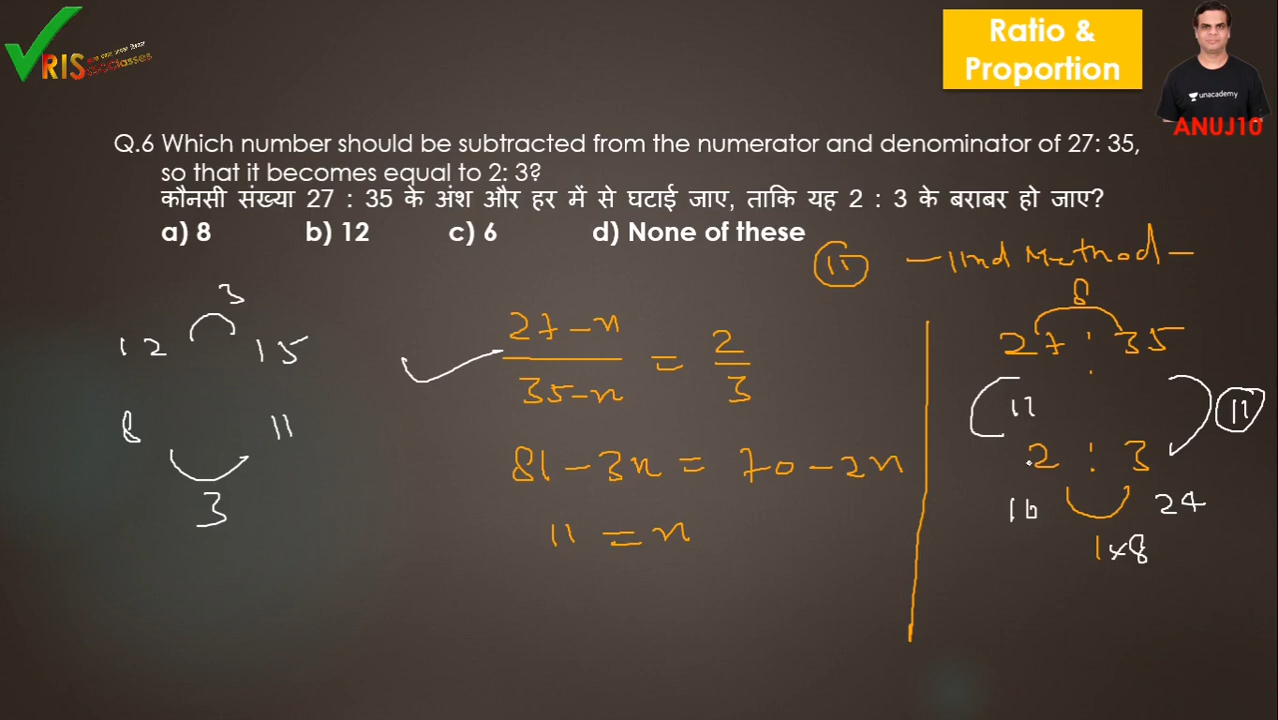 VRIS
Ratio &
Proportion
unacademy
ANUJ10
Q.6 Which number should be subtracted from the numerator and denominator of 27: 35,
so that it becomes equal to 2: 3?
कौनसी संख्या 27 : 35 के अंश और हर में से घटाई जाए, ताकि यह 2 : 3 के बराबर हो जाए?
a) 8 b) 12 c) 6 d) None of these
11 – IInd Method –
3
12 15
8 11
3
27 – x
35 – x
=
2
3
81 – 3x = 70 – 2x
11 = x
8
27 : 35
11 11
2 : 3
16 24
1 x 8